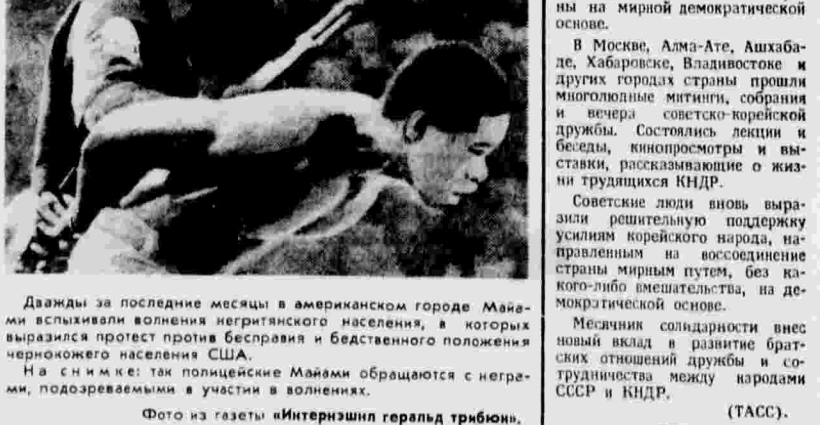 Дважды за последние месяцы в американском городе Майа-
ми вспыхивали волнения негритянского населения, в которых
выразился протест против бесправия и бедственного положения
чернокожего населения США.
На снимке: так полицейские Майами обращаются с негра-
ми, подозреваемыми в участии в волнениях.
Фото из газеты «Интернэшнл геральд трибюн».
ны на мирной демократической
основе.
В Москве, Алма-Ате, Ашхаба-
де, Хабаровске, Владивостоке и
других городах страны прошли
многолюдные митинги, собрания
и вечера советско-корейской
дружбы. Состоялись лекции и
беседы, кинопросмотры и вы-
ставки, рассказывающие о жиз-
ни трудящихся КНДР.
Советские люди вновь выра-
зили решительную поддержку
усилиям корейского народа, на-
правленным на воссоединение
страны мирным путем, без ка-
кого-либо вмешательства, на де-
мократической основе.
Месячник солидарности внес
новый вклад в развитие брат-
ских отношений дружбы и со-
трудничества между народами
СССР и КНДР.
(ТАСС).